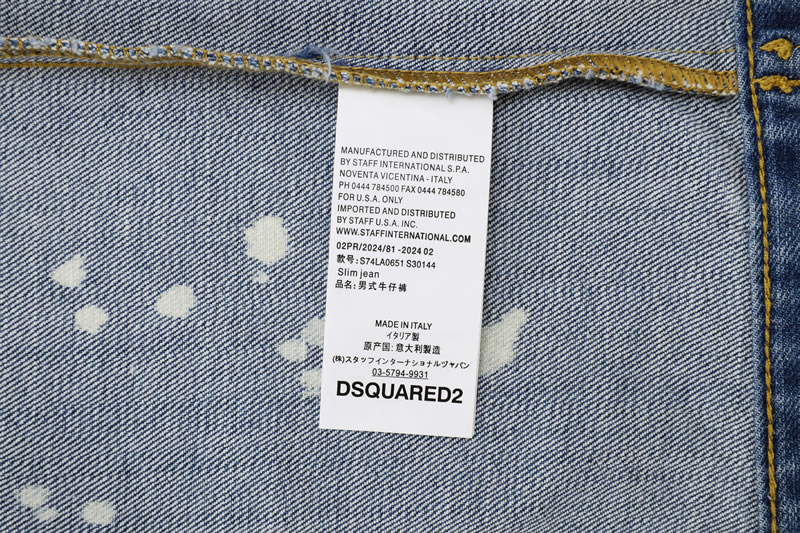 MANUFACTURED AND DISTRIBUTED
BY STAFF INTERNATIONAL S.P.A.
NOVENTA VICENTINA - ITALY
PH 0444 784500 FAX 0444 784580
FOR U.S.A. ONLY
IMPORTED AND DISTRIBUTED
BY STAFF U.S.A. INC.
WWW.STAFFINTERNATIONAL.COM
02PR/2024/81 -2024 02
款号: S74LA0651 S30144
Slim jean
品名: 男式牛仔裤
MADE IN ITALY
イタリア製
原产国: 意大利製造
(株)スタッフインターナショナルヅャパン
03-5794-9931
DSQUARED2